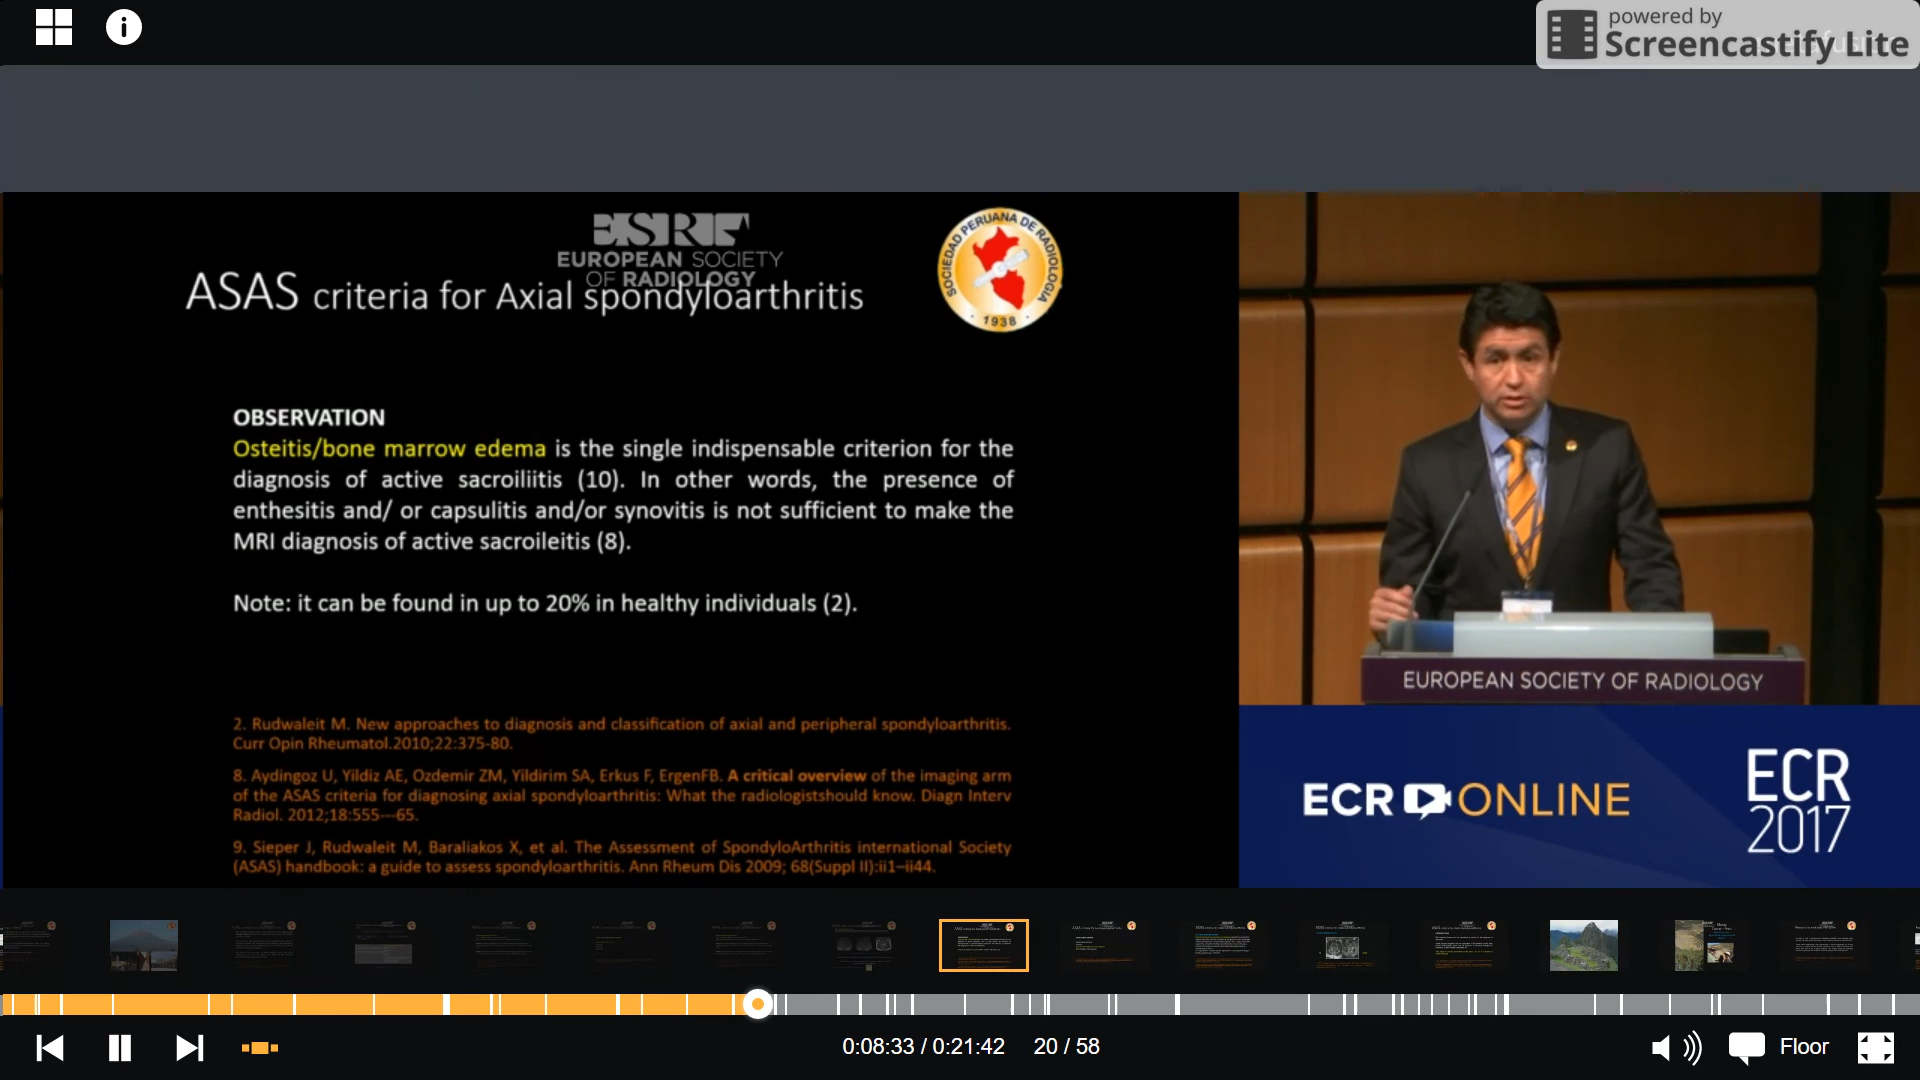 powered by
Screencastify Lite
ESR
EUROPEAN SOCIETY
OF RADIOLOGY
SOCIEDAD PERUANA DE RADIOLOGIA
· 1938 ·
ASAS criteria for Axial spondyloarthritis
OBSERVATION
Osteitis/bone marrow edema is the single indispensable criterion for the
diagnosis of active sacroiliitis (10). In other words, the presence of
enthesitis and/ or capsulitis and/or synovitis is not sufficient to make the
MRI diagnosis of active sacroileitis (8).
Note: it can be found in up to 20% in healthy individuals (2).
2. Rudwaleit M. New approaches to diagnosis and classification of axial and peripheral spondyloarthritis.
Curr Opin Rheumatol.2010;22:375-80.
8. Aydingoz U, Yildiz AE, Ozdemir ZM, Yildirim SA, Erkus F, ErgenFB. A critical overview of the imaging arm
of the ASAS criteria for diagnosing axial spondyloarthritis: What the radiologistshould know. Diagn Interv
Radiol. 2012;18:555---65.
9. Sieper J, Rudwaleit M, Baraliakos X, et al. The Assessment of SpondyloArthritis international Society
(ASAS) handbook: a guide to assess spondyloarthritis. Ann Rheum Dis 2009; 68(Suppl II):ii1–ii44.
EUROPEAN SOCIETY OF RADIOLOGY
ECR ONLINE
ECR
2017
0:08:33 / 0:21:42 20 / 58
Floor